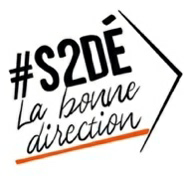 #S2DÉ
La bonne
direction